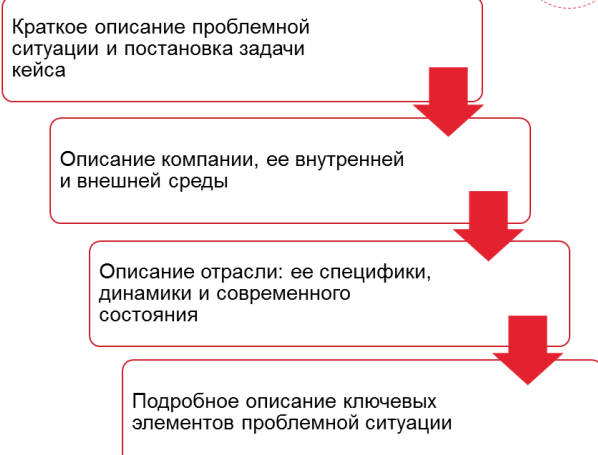 Краткое описание проблемной
ситуации и постановка задачи
кейса
Описание компании, ее внутренней
и внешней среды
Описание отрасли: ее специфики,
динамики и современного
состояния
Подробное описание ключевых
элементов проблемной ситуации